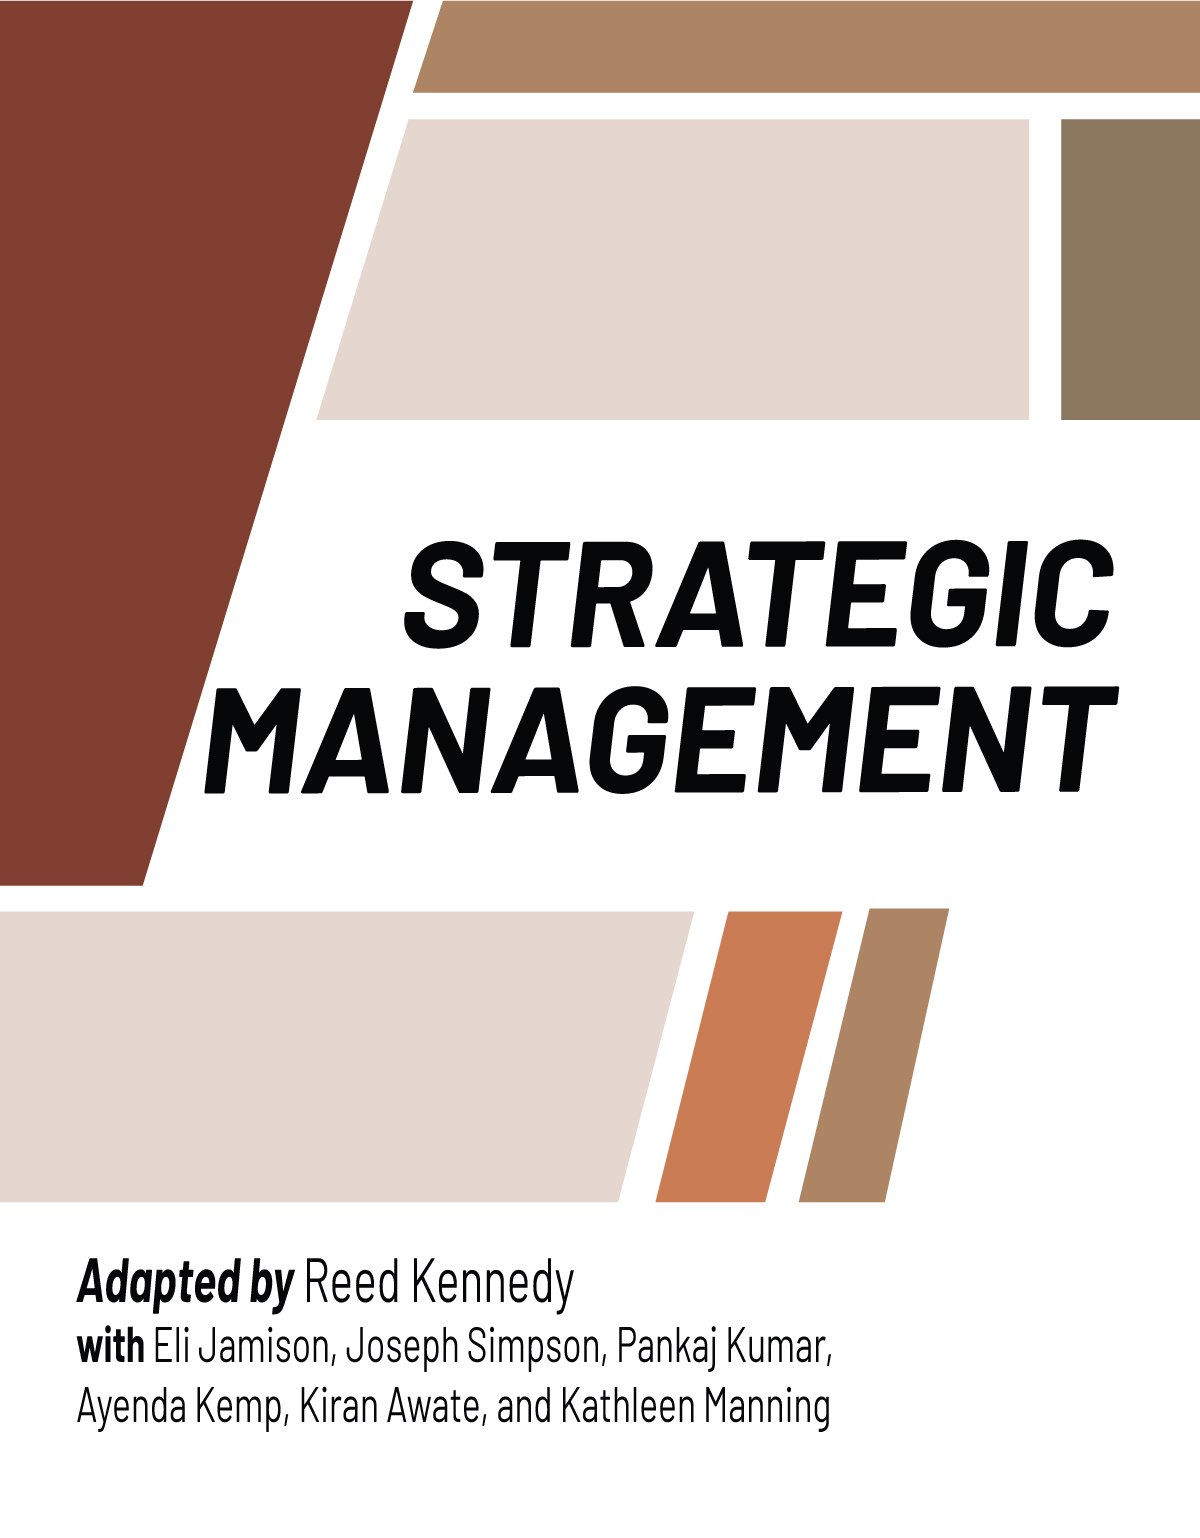 STRATEGIC
MANAGEMENT
Adapted by Reed Kennedy
with Eli Jamison, Joseph Simpson, Pankaj Kumar,
Ayenda Kemp, Kiran Awate, and Kathleen Manning